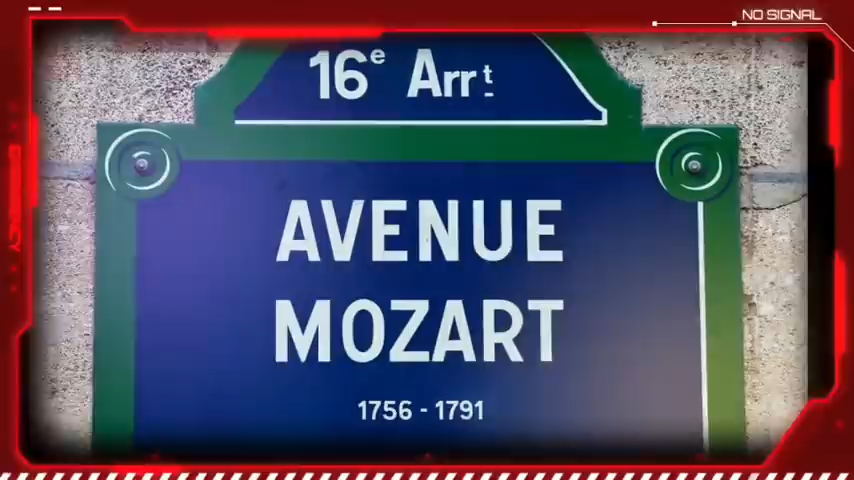 NO SIGNAL
16e Arrt
AVENUE
MOZART
1756 - 1791